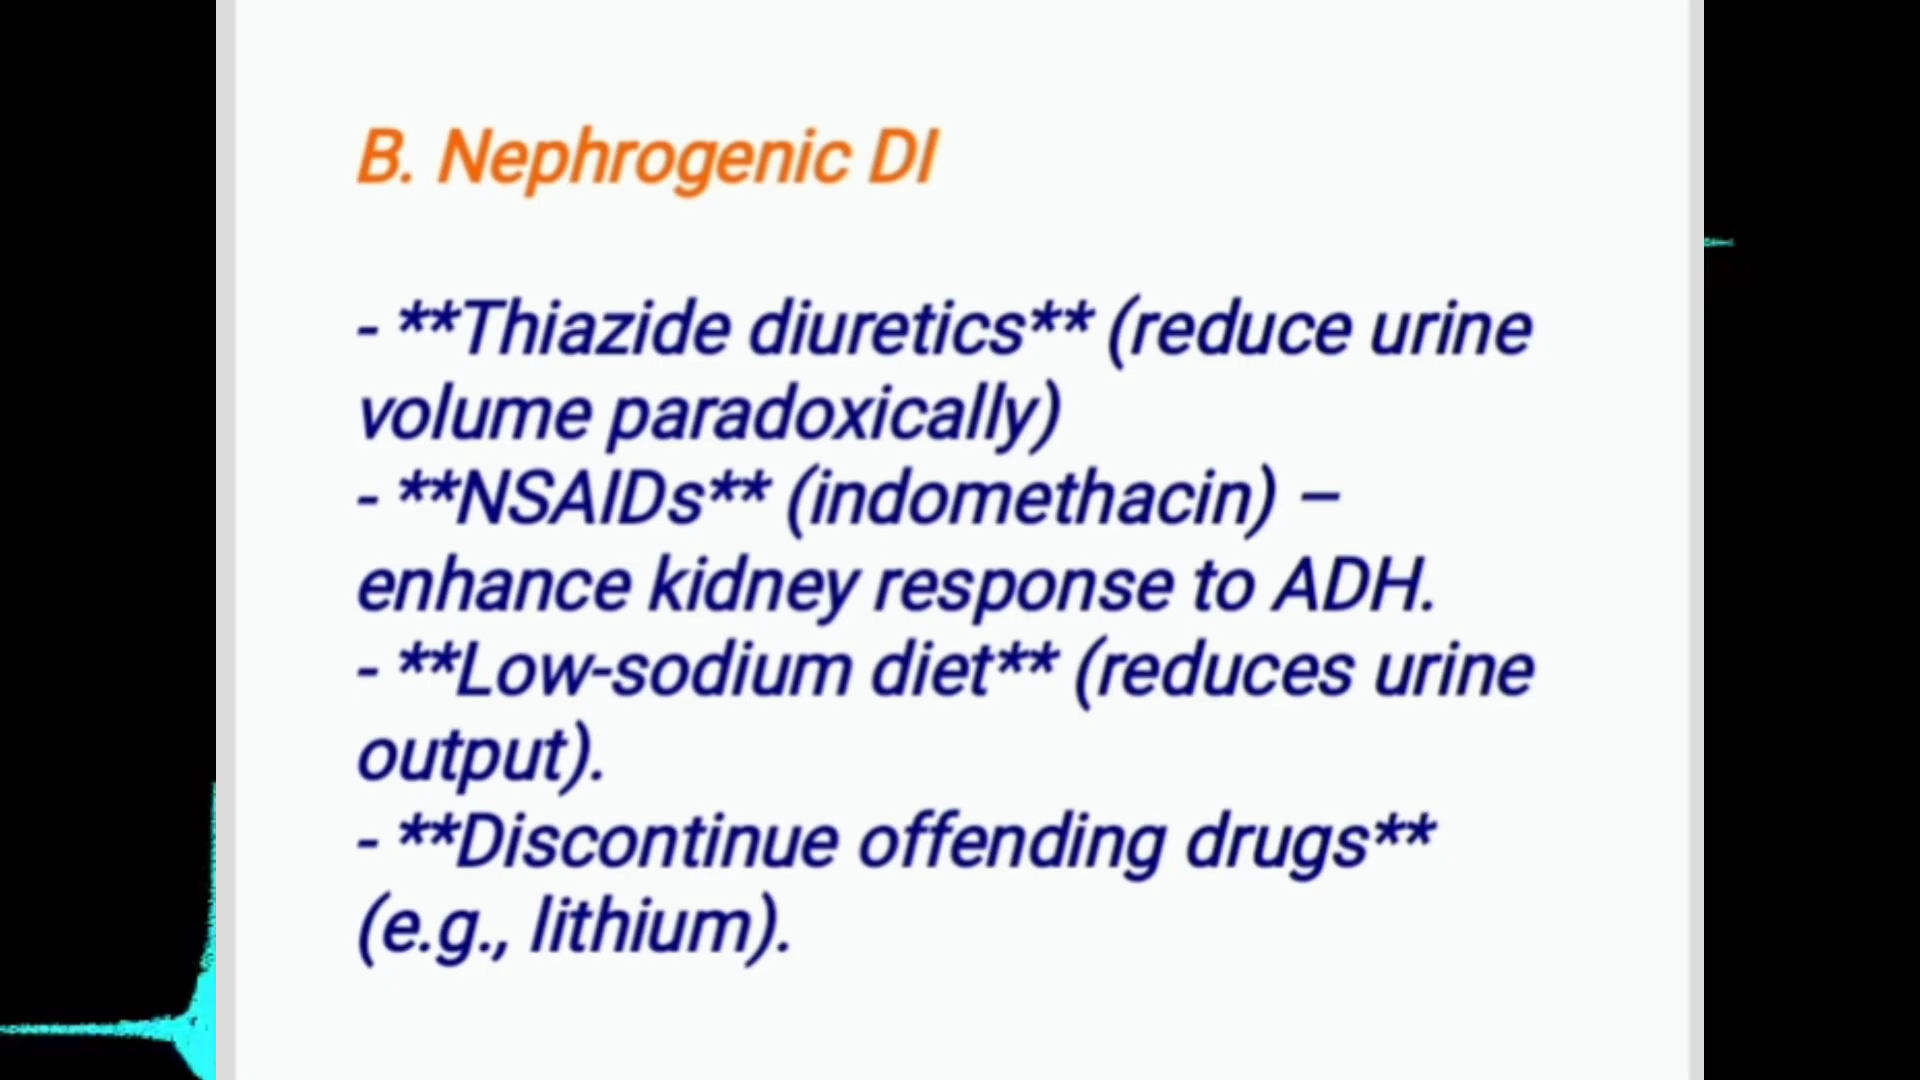 B. Nephrogenic DI
- **Thiazide diuretics** (reduce urine
volume paradoxically)
- **NSAIDs** (indomethacin) –
enhance kidney response to ADH.
- **Low-sodium diet** (reduces urine
output).
- **Discontinue offending drugs**
(e.g., lithium).